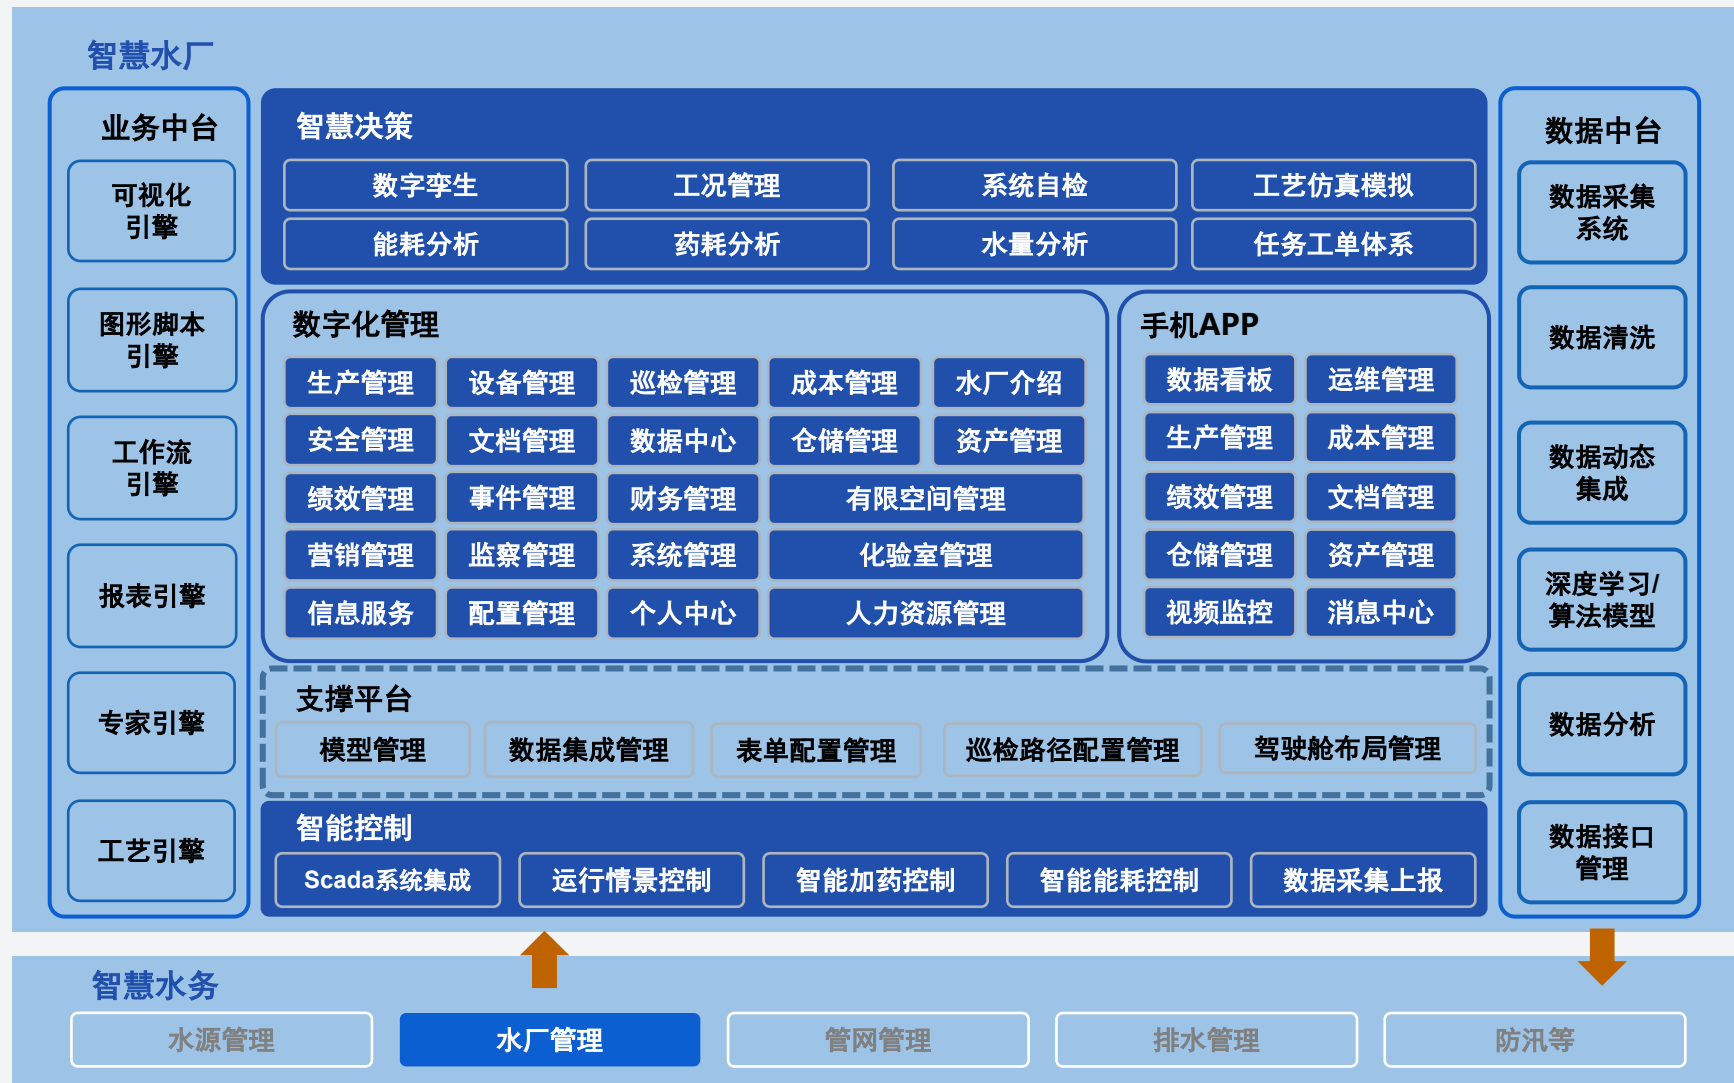 智慧水厂
业务中台
可视化
引擎
图形脚本
引擎
工作流
引擎
报表引擎
专家引擎
工艺引擎
智慧决策
数字孪生
工况管理
系统自检
工艺仿真模拟
能耗分析
药耗分析
水量分析
任务工单体系
数字化管理
生产管理
设备管理
巡检管理
成本管理
水厂介绍
安全管理
文档管理
数据中心
仓储管理
资产管理
绩效管理
事件管理
财务管理
有限空间管理
营销管理
监察管理
系统管理
化验室管理
信息服务
配置管理
个人中心
人力资源管理
手机APP
数据看板
运维管理
生产管理
成本管理
绩效管理
文档管理
仓储管理
资产管理
视频监控
消息中心
支撑平台
模型管理
数据集成管理
表单配置管理
巡检路径配置管理
驾驶舱布局管理
智能控制
Scada系统集成
运行情景控制
智能加药控制
智能能耗控制
数据采集上报
数据中台
数据采集
系统
数据清洗
数据动态
集成
深度学习/
算法模型
数据分析
数据接口
管理
智慧水务
水源管理
水厂管理
管网管理
排水管理
防汛等